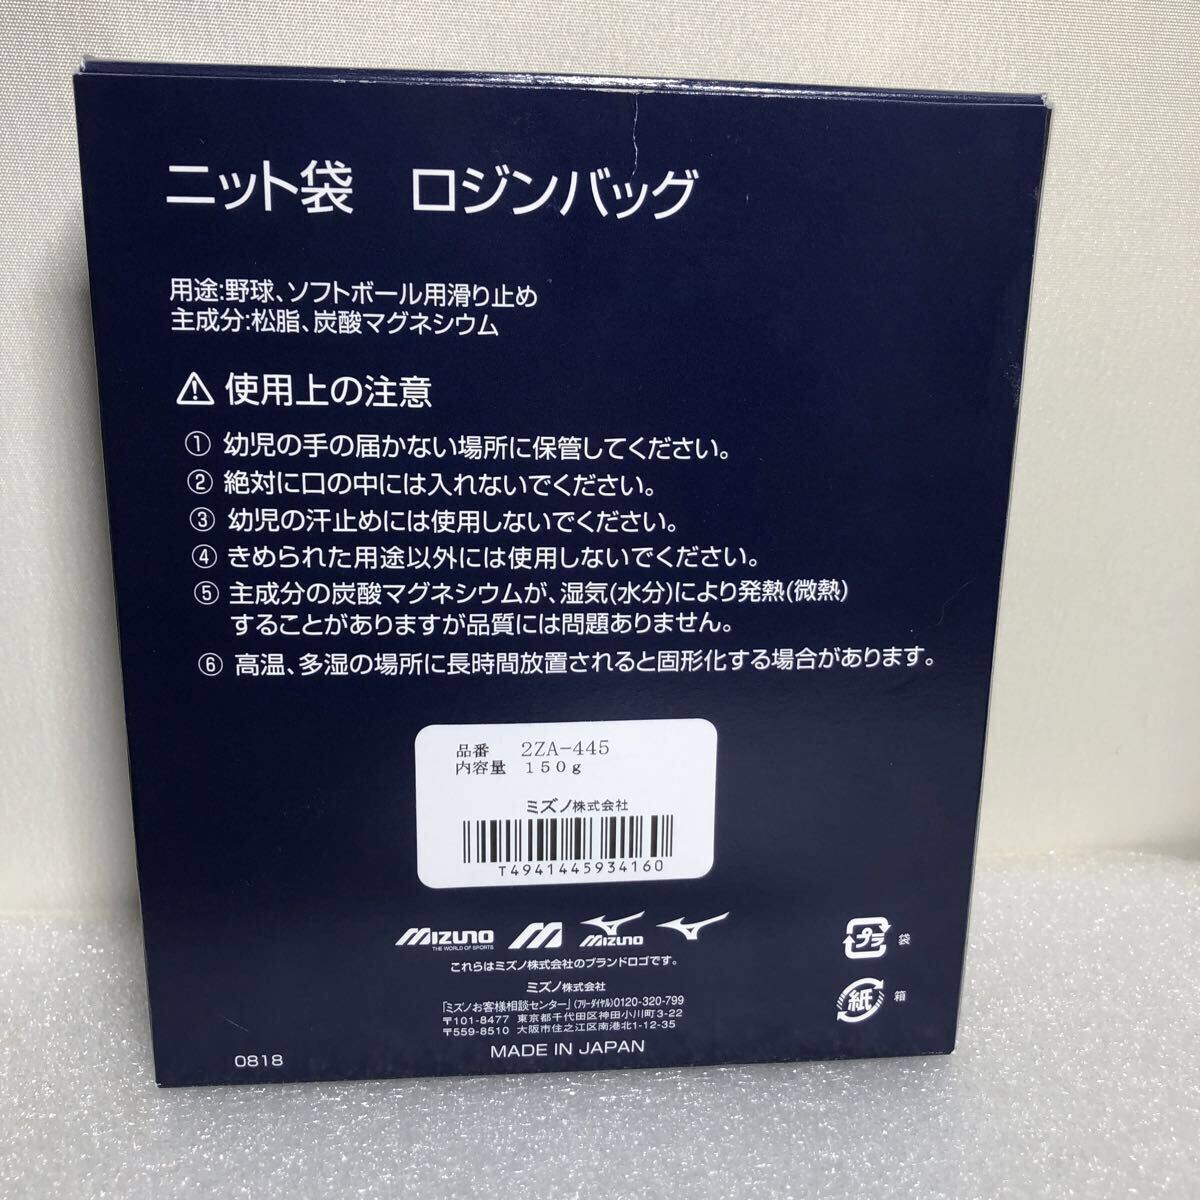 ニット袋　ロジンバッグ
用途:野球、ソフトボール用滑り止め
主成分:松脂、炭酸マグネシウム
⚠ 使用上の注意
① 幼児の手の届かない場所に保管してください。
② 絶対に口の中には入れないでください。
③ 幼児の汗止めには使用しないでください。
④ きめられた用途以外には使用しないでください。
⑤ 主成分の炭酸マグネシウムが、湿気(水分)により発熱(微熱)
することがありますが品質には問題ありません。
⑥ 高温、多湿の場所に長時間放置されると固形化する場合があります。
品番　2ZA-445
内容量　150g
ミズノ株式会社
T4941445934160
MIZUNO
THE WORLD OF SPORTS
MIZUNO
これらはミズノ株式会社のブランドロゴです。
ミズノ株式会社
「ミズノお客様相談センター」(フリーダイヤル)0120-320-799
〒101-8477 東京都千代田区神田小川町3-22
〒559-8510 大阪市住之江区南港北1-12-35
MADE IN JAPAN
プラ 袋
紙 箱
0818